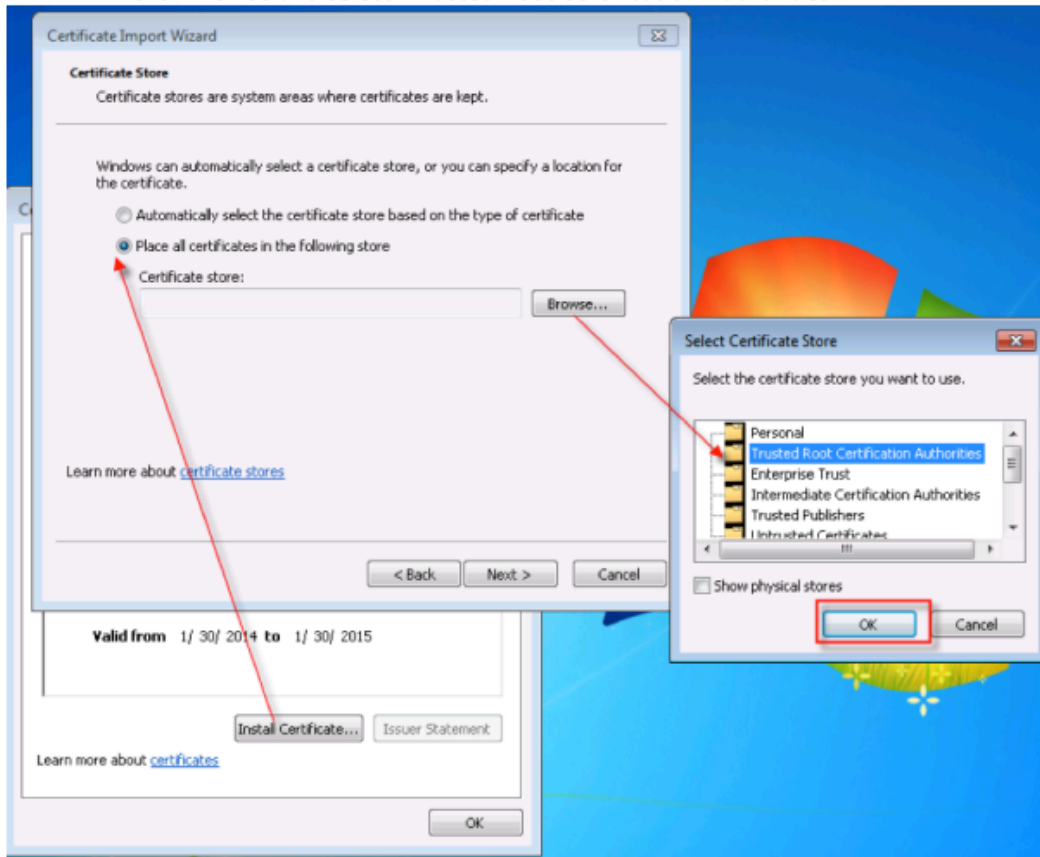 Certificate Import Wizard
Certificate Store
Certificate stores are system areas where certificates are kept.
Windows can automatically select a certificate store, or you can specify a location for
the certificate.
Automatically select the certificate store based on the type of certificate
Place all certificates in the following store
Certificate store:
Browse...
Learn more about certificate stores
< Back
Next >
Cancel
Select Certificate Store
Select the certificate store you want to use.
Personal
Trusted Root Certification Authorities
Enterprise Trust
Intermediate Certification Authorities
Trusted Publishers
Untrusted Certificates
Show physical stores
OK
Cancel
Valid from 1/ 30/ 2014 to 1/ 30/ 2015
Install Certificate...
Issuer Statement
Learn more about certificates
OK